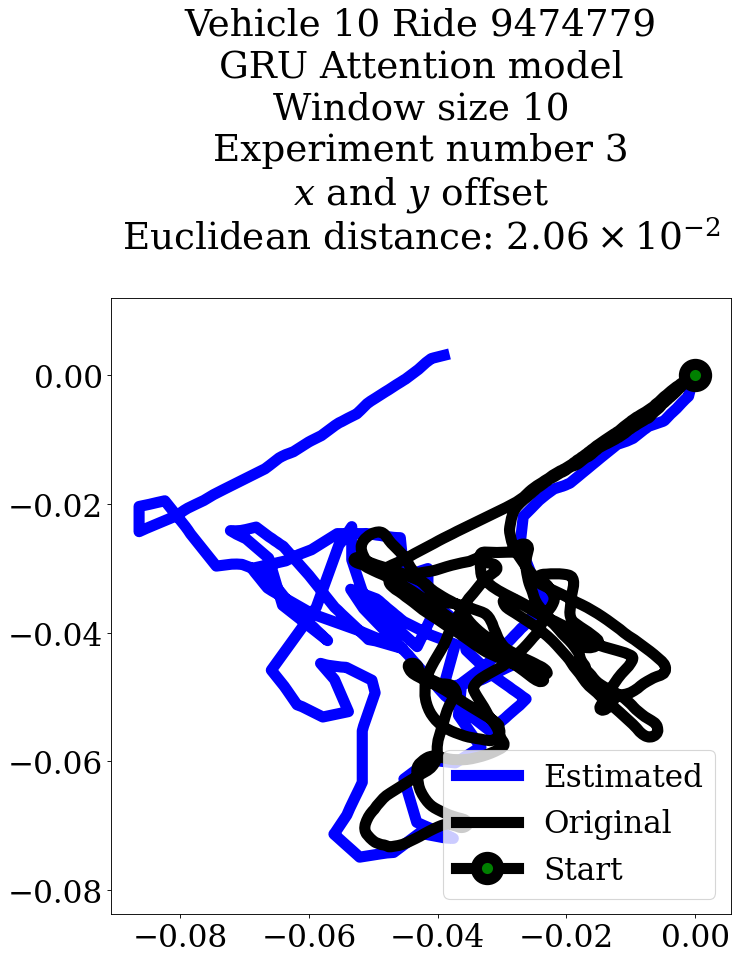 Vehicle 10 Ride 9474779
GRU Attention model
Window size 10
Experiment number 3
x and y offset
Euclidean distance: 2.06 × 10⁻²
0.00
−0.02
−0.04
−0.06
−0.08
Estimated
Original
Start
−0.08
−0.06
−0.04
−0.02
0.00